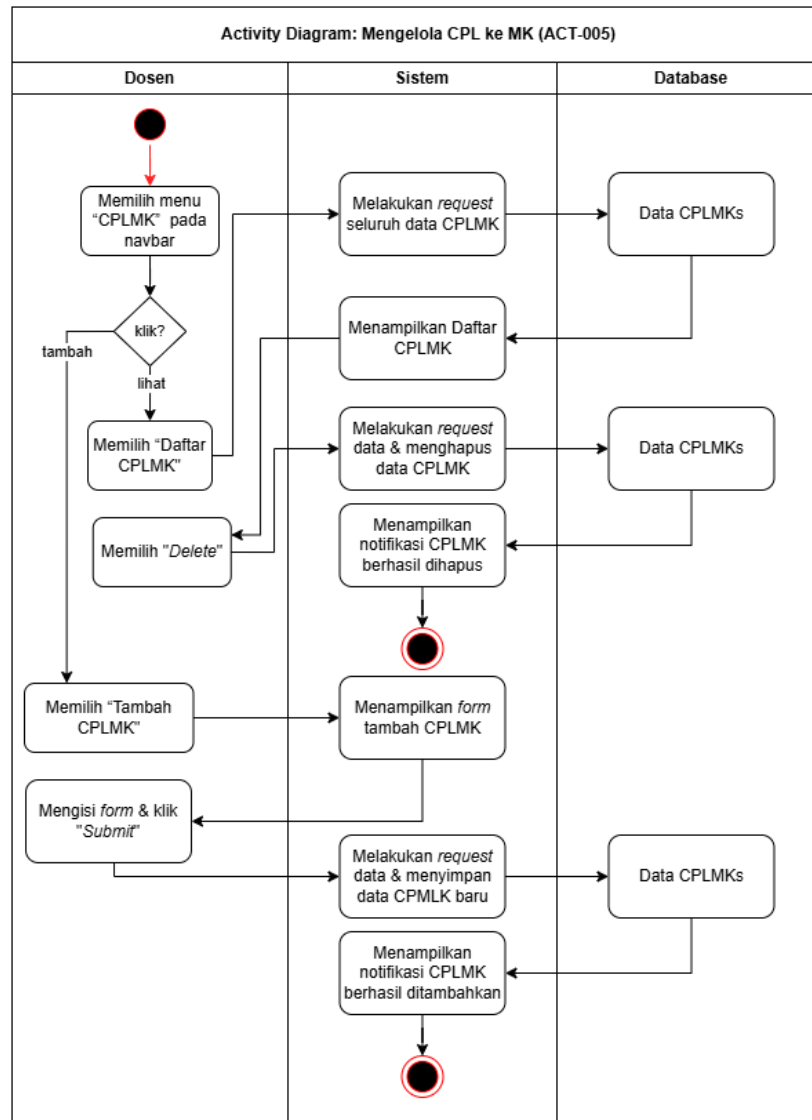 Activity Diagram: Mengelola CPL ke MK (ACT-005)
Dosen
Sistem
Database
Memilih menu
“CPLMK” pada
navbar
Melakukan request
seluruh data CPLMK
Data CPLMKs
klik?
tambah
lihat
Menampilkan Daftar
CPLMK
Memilih “Daftar
CPLMK”
Melakukan request
data & menghapus
data CPLMK
Data CPLMKs
Memilih "Delete"
Menampilkan
notifikasi CPLMK
berhasil dihapus
Memilih “Tambah
CPLMK”
Menampilkan form
tambah CPLMK
Mengisi form & klik
"Submit"
Melakukan request
data & menyimpan
data CPMLK baru
Data CPLMKs
Menampilkan
notifikasi CPLMK
berhasil ditambahkan